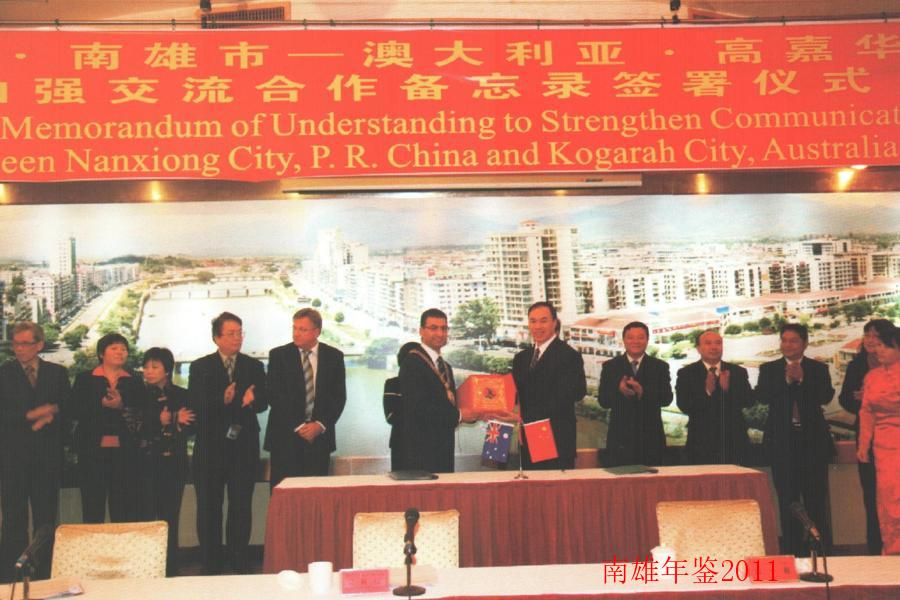 · 南雄市—澳大利亚 · 高嘉华
强交流合作备忘录签署仪式
Memorandum of Understanding to Strengthen Communicat
een Nanxiong City, P. R. China and Kogarah City, Australia
南雄年鉴2011